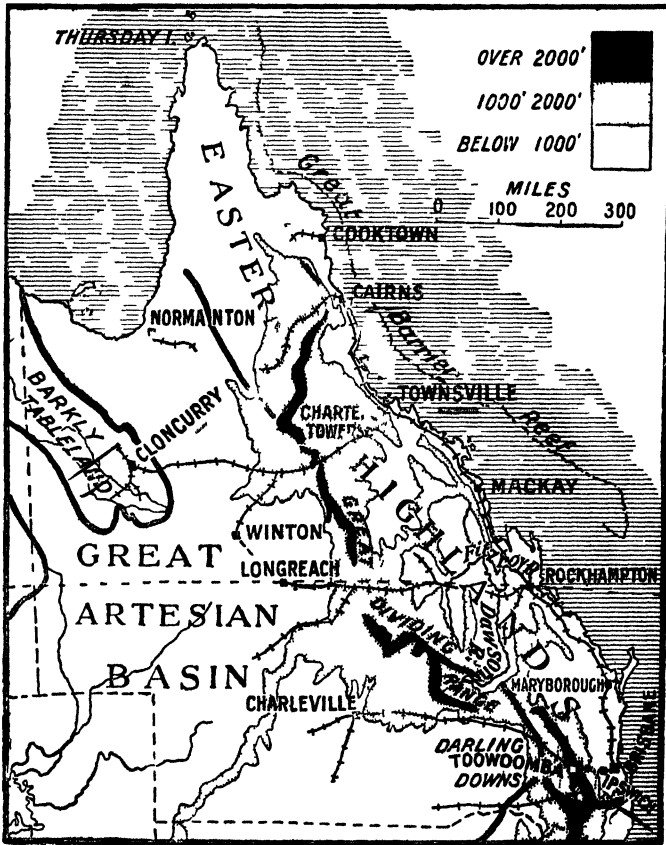 THURSDAY I.
OVER 2000'
1000' 2000'
BELOW 1000'
MILES
0 100 200 300
EASTER
Great
Barrier
Reef
COOKTOWN
CAIRNS
NORMANTON
TOWNSVILLE
BARKLY
TABLELAND
CLONCURRY
CHARTE.
TOWERS
MACKAY
HIGHLANDS
GREAT
WINTON
LONGREACH
ROCKHAMPTON
GREAT
ARTESIAN
BASIN
DIVIDING
RANGE
Dawson R.
MARYBOROUGH
CHARLEVILLE
BRISBANE
DARLING
TOOWOOMBA
DOWNS
IPSWICH